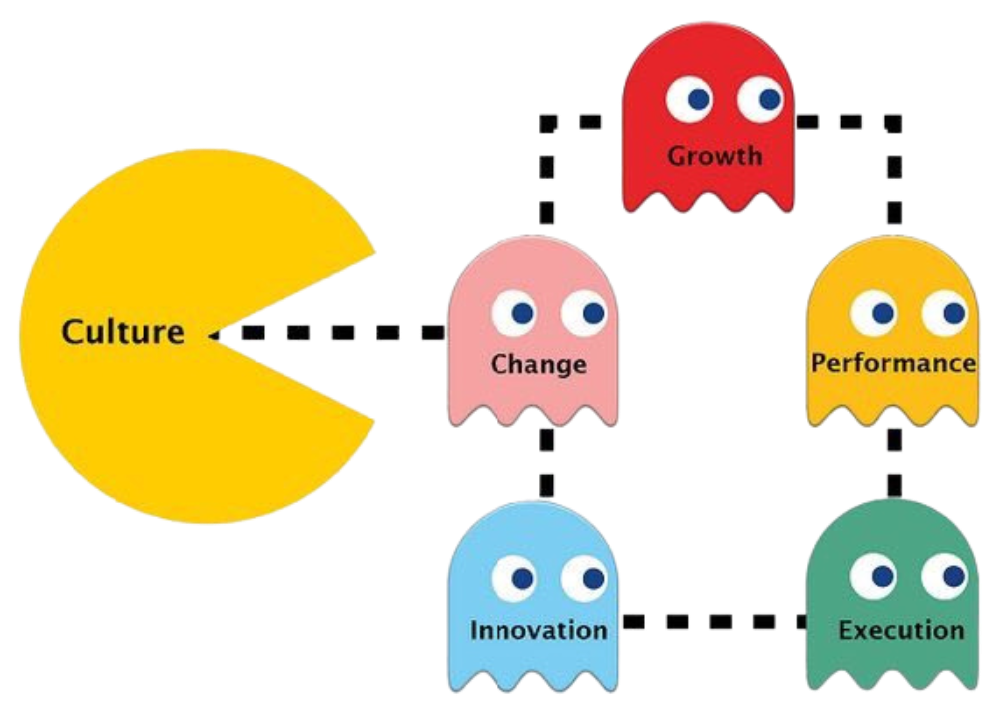 Growth
Culture
Change
Performance
Innovation
Execution